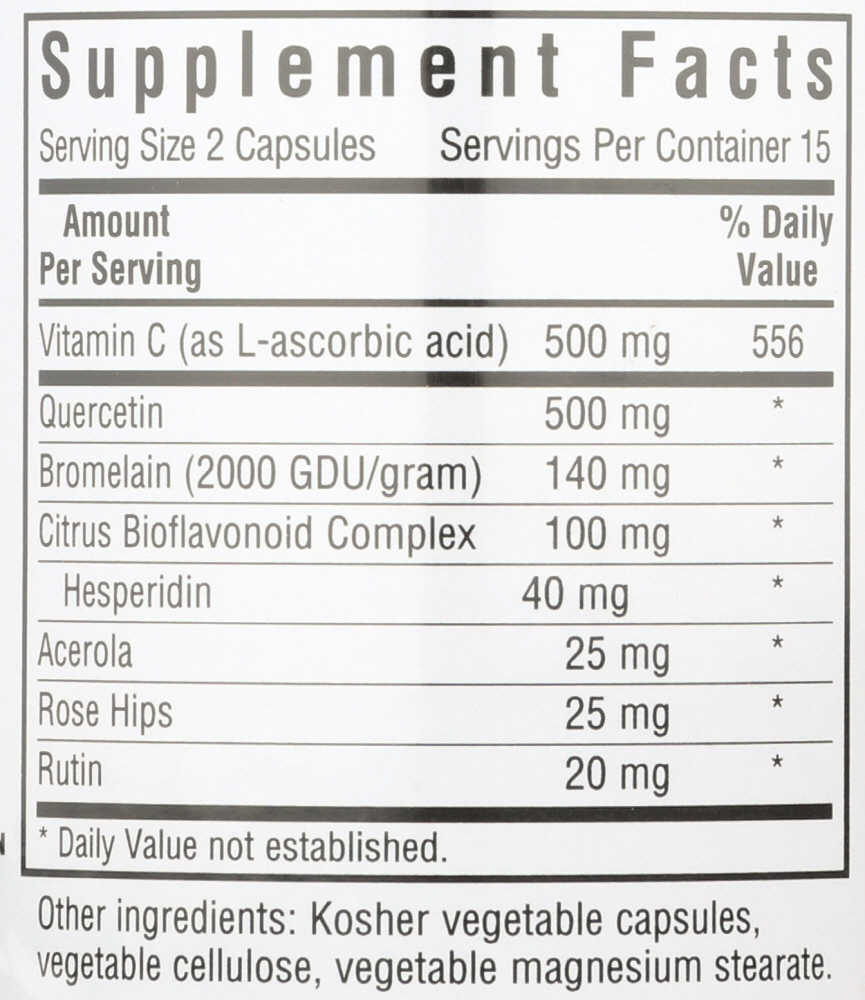 Supplement Facts
Serving Size 2 Capsules Servings Per Container 15
Amount % Daily
Per Serving Value
Vitamin C (as L-ascorbic acid) 500 mg 556
Quercetin 500 mg *
Bromelain (2000 GDU/gram) 140 mg *
Citrus Bioflavonoid Complex 100 mg *
Hesperidin 40 mg *
Acerola 25 mg *
Rose Hips 25 mg *
Rutin 20 mg *
* Daily Value not established.
Other ingredients: Kosher vegetable capsules,
vegetable cellulose, vegetable magnesium stearate.